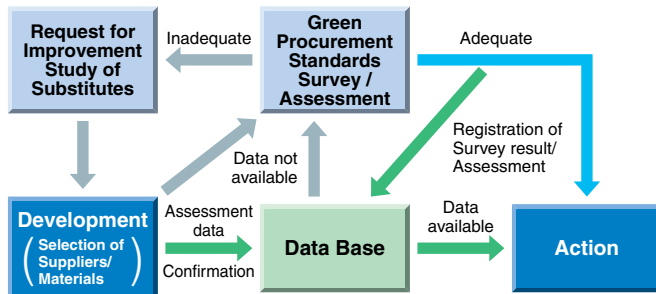 Request for
Improvement
Study of
Substitutes
Inadequate
Green
Procurement
Standards
Survey /
Assessment
Adequate
Registration of
Survey result/
Assessment
Data not
available
Development
(Selection of
Suppliers/
Materials)
Assessment
data
Confirmation
Data Base
Data
available
Action